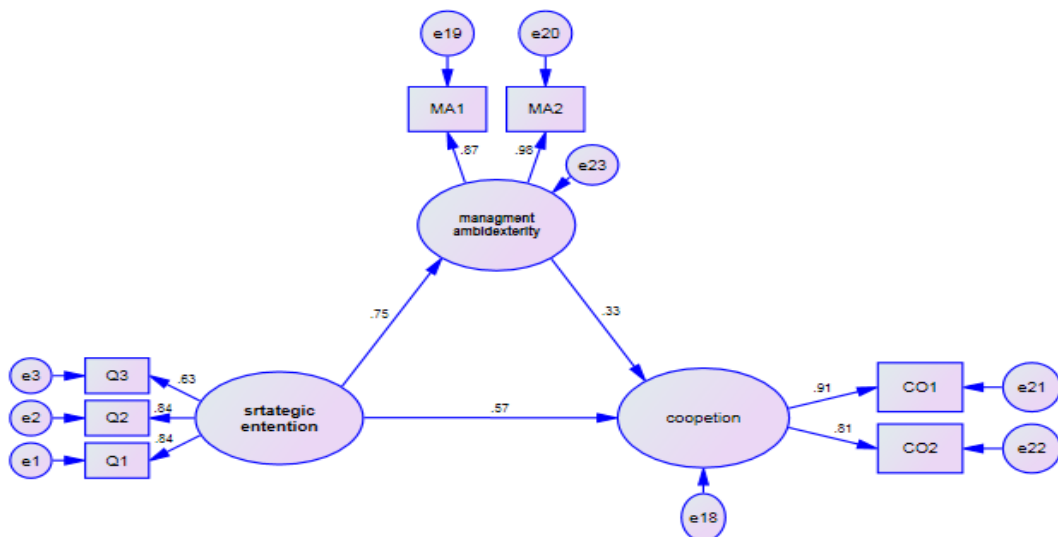 e19
e20
MA1
MA2
.87
.98
e23
managment
ambidexterity
.75
.33
e3
Q3
.63
e2
Q2
.84
e1
Q1
.84
srtategic
entention
.57
coopetion
.91
CO1
e21
.81
CO2
e22
e18